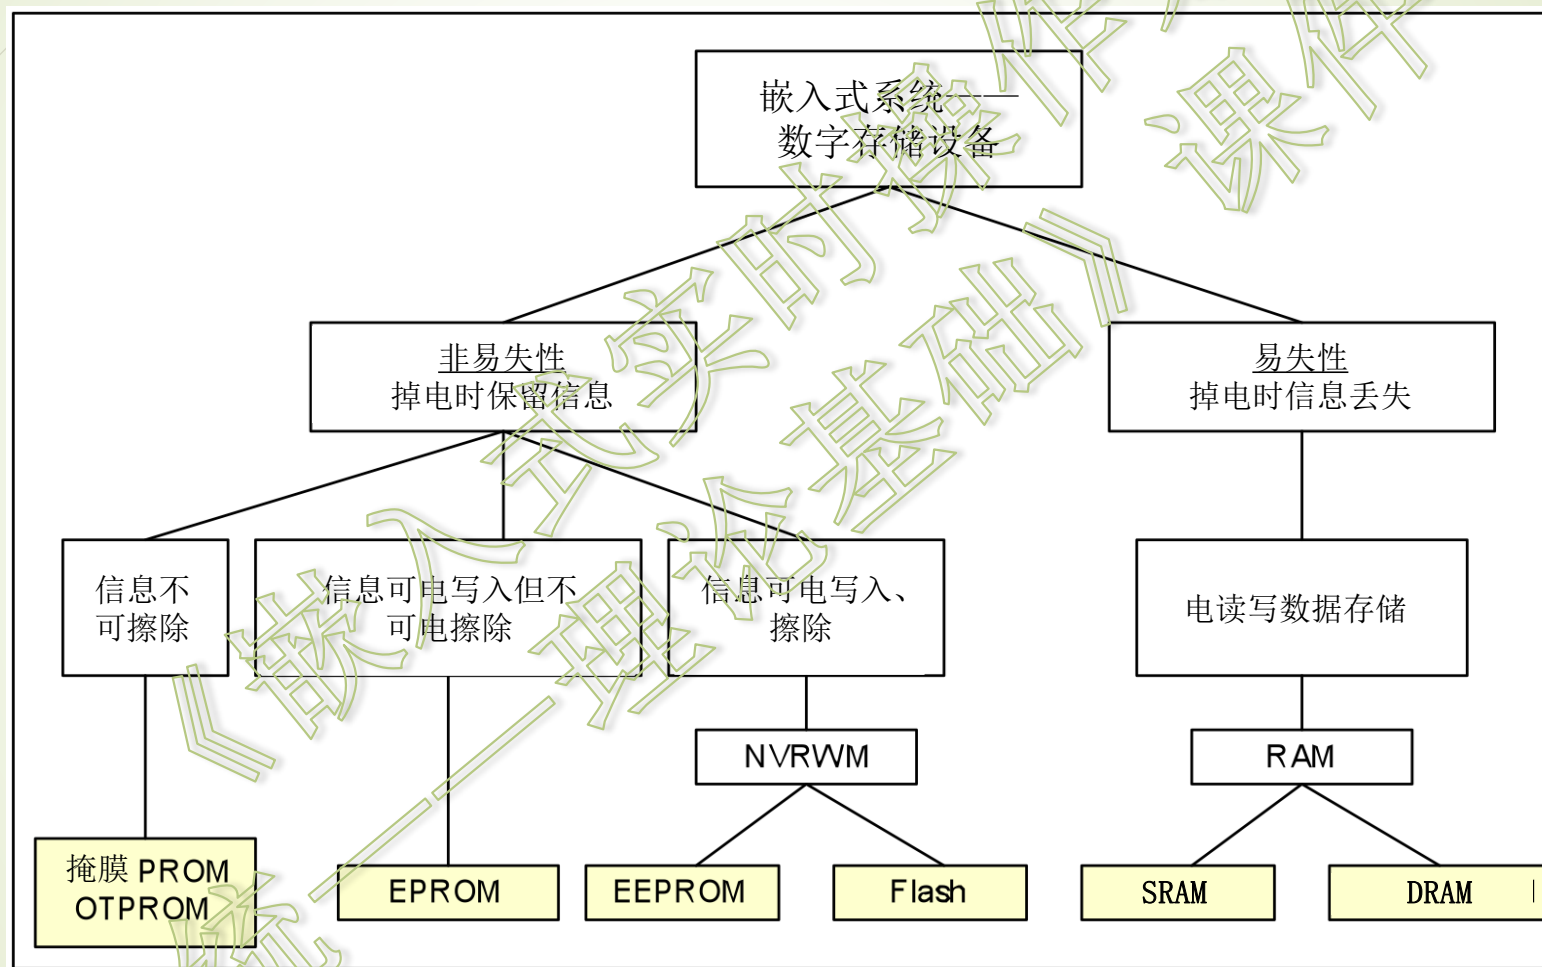 嵌入式系统——
数字存储设备
非易失性
掉电时保留信息
易失性
掉电时信息丢失
信息不
可擦除
信息可电写入但不
可电擦除
信息可电写入、
擦除
电读写数据存储
NVRWM
RAM
掩膜 PROM
OTPROM
EPROM
EEPROM
Flash
SRAM
DRAM
《嵌入式实时操作
统——理论基础》课件